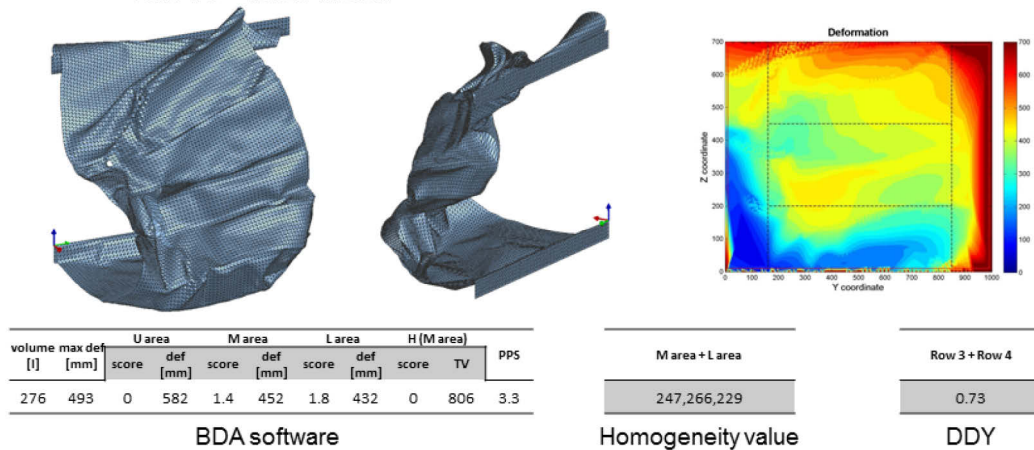 Deformation
700
600
500
400
300
200
100
0
Z coordinate
0 100 200 300 400 500 600 700 800 900 1000
Y coordinate
700
600
500
400
300
200
100
0
volume [l] max def [mm] U area M area L area H (M area) PPS
score def [mm] score def [mm] score def [mm] score TV
276 493 0 582 1.4 452 1.8 432 0 806 3.3
BDA software
M area + L area
247,266,229
Homogeneity value
Row 3 + Row 4
0.73
DDY